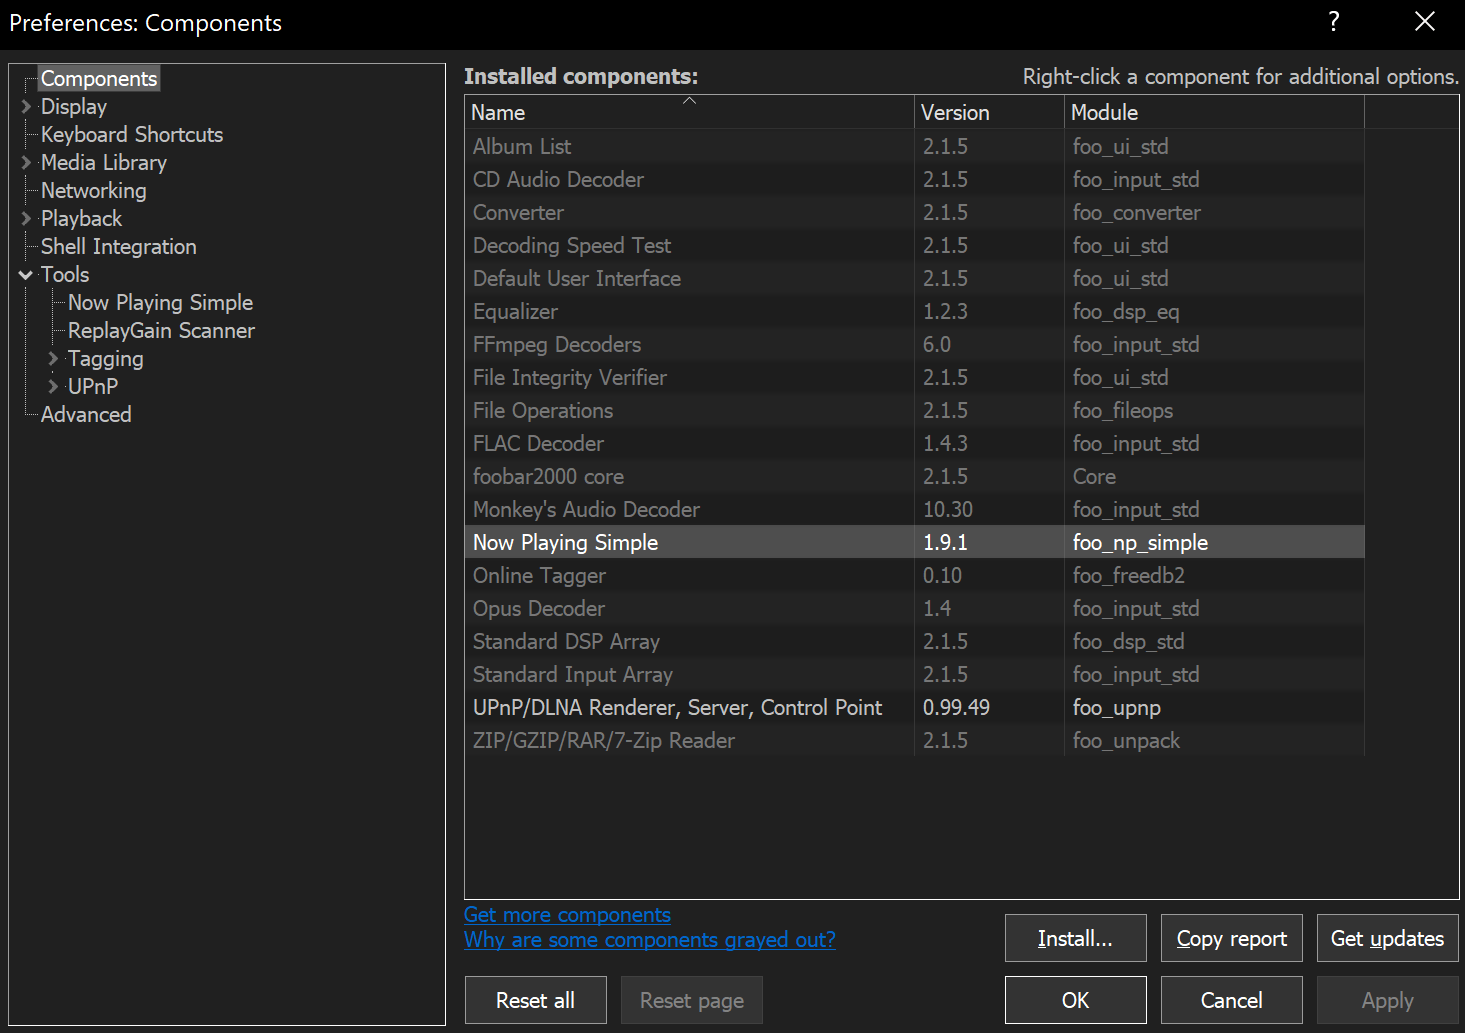 Preferences: Components
?
Components
Display
Keyboard Shortcuts
Media Library
Networking
Playback
Shell Integration
Tools
Now Playing Simple
ReplayGain Scanner
Tagging
UPnP
Advanced
Installed components: Right-click a component for additional options.
Name Version Module
Album List 2.1.5 foo_ui_std
CD Audio Decoder 2.1.5 foo_input_std
Converter 2.1.5 foo_converter
Decoding Speed Test 2.1.5 foo_ui_std
Default User Interface 2.1.5 foo_ui_std
Equalizer 1.2.3 foo_dsp_eq
FFmpeg Decoders 6.0 foo_input_std
File Integrity Verifier 2.1.5 foo_ui_std
File Operations 2.1.5 foo_fileops
FLAC Decoder 1.4.3 foo_input_std
foobar2000 core 2.1.5 Core
Monkey's Audio Decoder 10.30 foo_input_std
Now Playing Simple 1.9.1 foo_np_simple
Online Tagger 0.10 foo_freedb2
Opus Decoder 1.4 foo_input_std
Standard DSP Array 2.1.5 foo_dsp_std
Standard Input Array 2.1.5 foo_input_std
UPnP/DLNA Renderer, Server, Control Point 0.99.49 foo_upnp
ZIP/GZIP/RAR/7-Zip Reader 2.1.5 foo_unpack
Get more components
Why are some components grayed out?
Install... Copy report Get updates
Reset all Reset page OK Cancel Apply